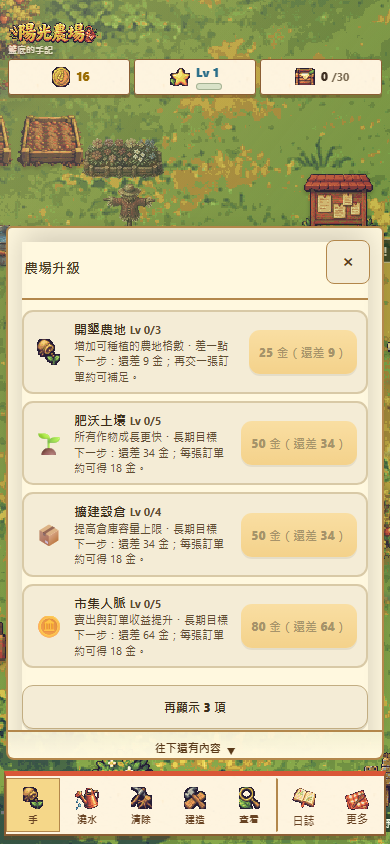 陽光農場
籃底的手記
16
Lv 1
0 /30
農場升級
×
開墾農地 Lv 0/3
增加可種植的農地格數 · 差一點
下一步：還差 9 金；再交一張訂
單約可補足。
25 金（還差 9）
肥沃土壤 Lv 0/5
所有作物成長更快 · 長期目標
下一步：還差 34 金；每張訂單
約可得 18 金。
50 金（還差 34）
擴建穀倉 Lv 0/4
提高倉庫容量上限 · 長期目標
下一步：還差 34 金；每張訂單
約可得 18 金。
50 金（還差 34）
市集人脈 Lv 0/5
賣出與訂單收益提升 · 長期目標
下一步：還差 64 金；每張訂單
約可得 18 金。
80 金（還差 64）
再顯示 3 項
往下還有內容 ▼
手
澆水
清除
建造
查看
日誌
更多